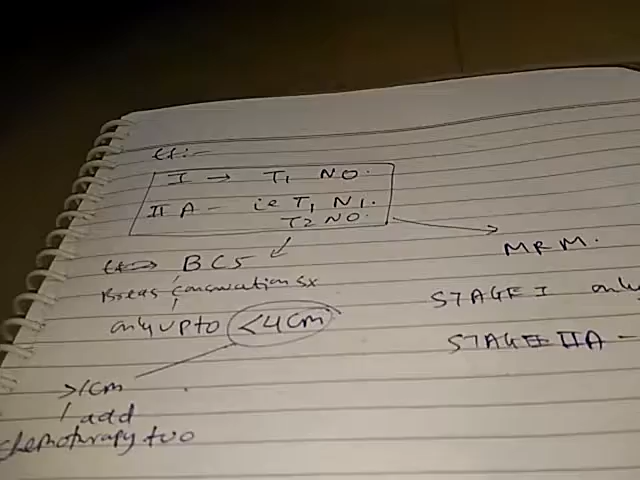 tt:-
I → T1 N0.
II A - ie T1 N1.
T2 N0.
tt → BCS
Breas conservation sx
only upto <4cm
>1cm
/ add
chemotherapy too
MRM.
STAGE I only
STAGE IIA -